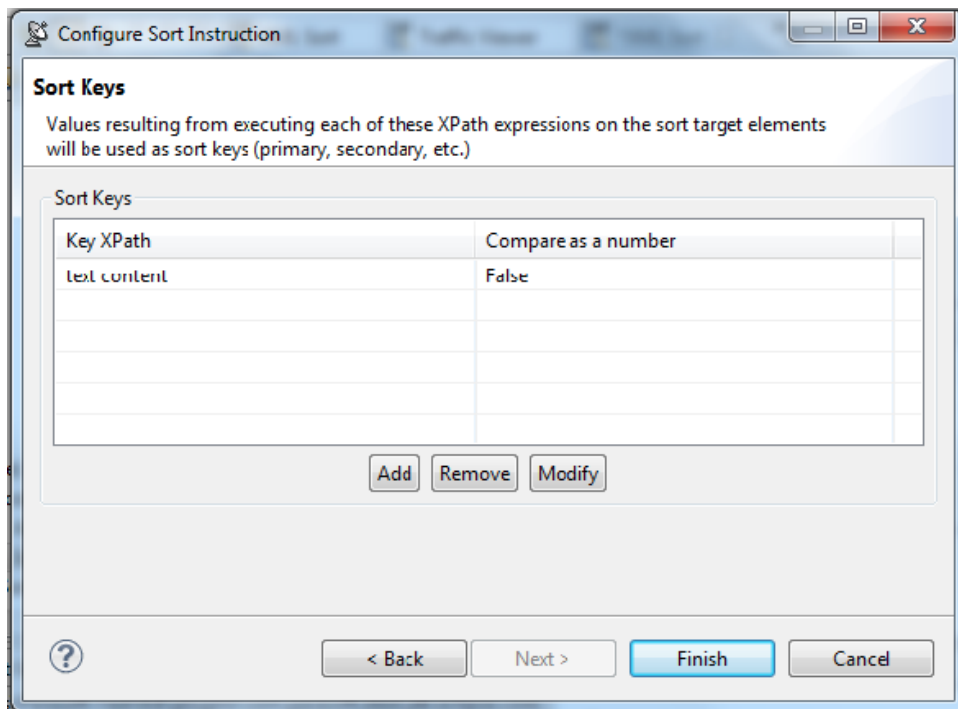 Configure Sort Instruction
Sort Keys
Values resulting from executing each of these XPath expressions on the sort target elements
will be used as sort keys (primary, secondary, etc.)
Sort Keys
Key XPath Compare as a number
text content False
Add Remove Modify
? < Back Next > Finish Cancel